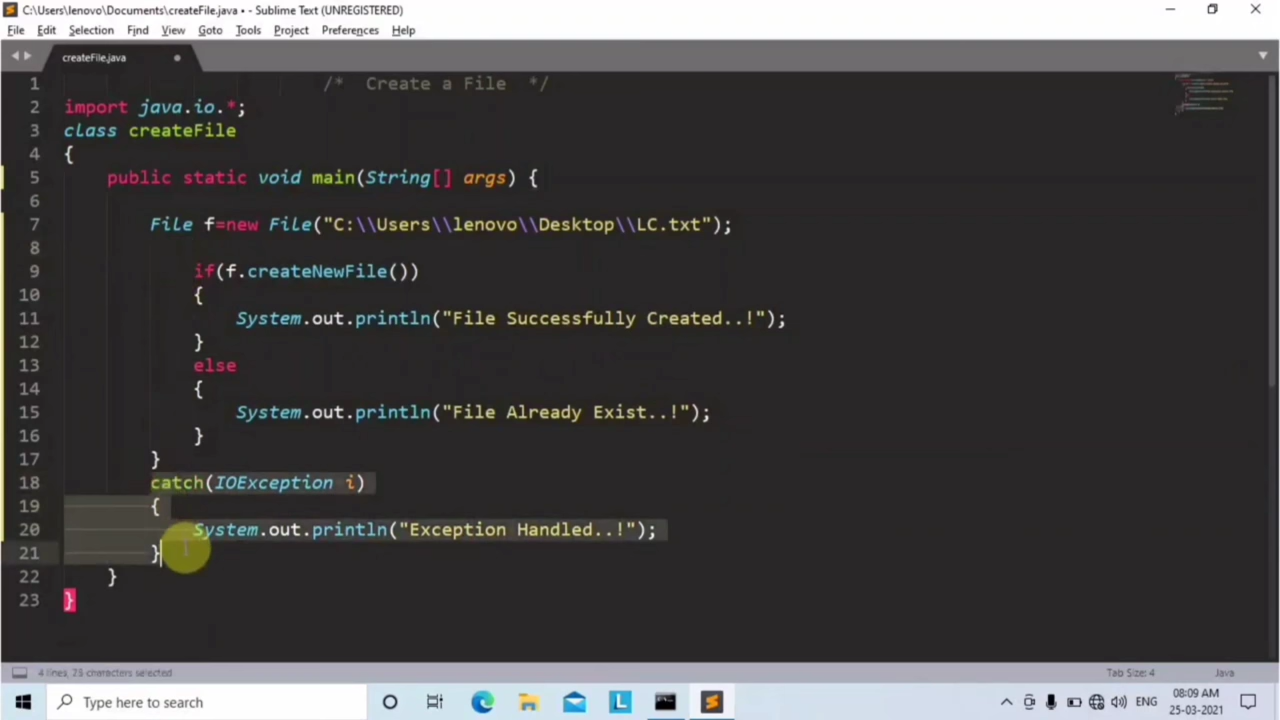 C:\Users\lenovo\Documents\createFile.java • - Sublime Text (UNREGISTERED)
File Edit Selection Find View Goto Tools Project Preferences Help
createFile.java
1 /* Create a File */
2 import java.io.*;
3 class createFile
4 {
5 public static void main(String[] args) {
6
7 File f=new File("C:\\Users\\lenovo\\Desktop\\LC.txt");
8
9 if(f.createNewFile())
10 {
11 System.out.println("File Successfully Created..!");
12 }
13 else
14 {
15 System.out.println("File Already Exist..!");
16 }
17 }
18 catch(IOException i)
19 {
20 System.out.println("Exception Handled..!");
21 }
22 }
23 }
4 lines, 73 characters selected Tab Size: 4 Java
Type here to search L ENG 08:09 AM
25-03-2021